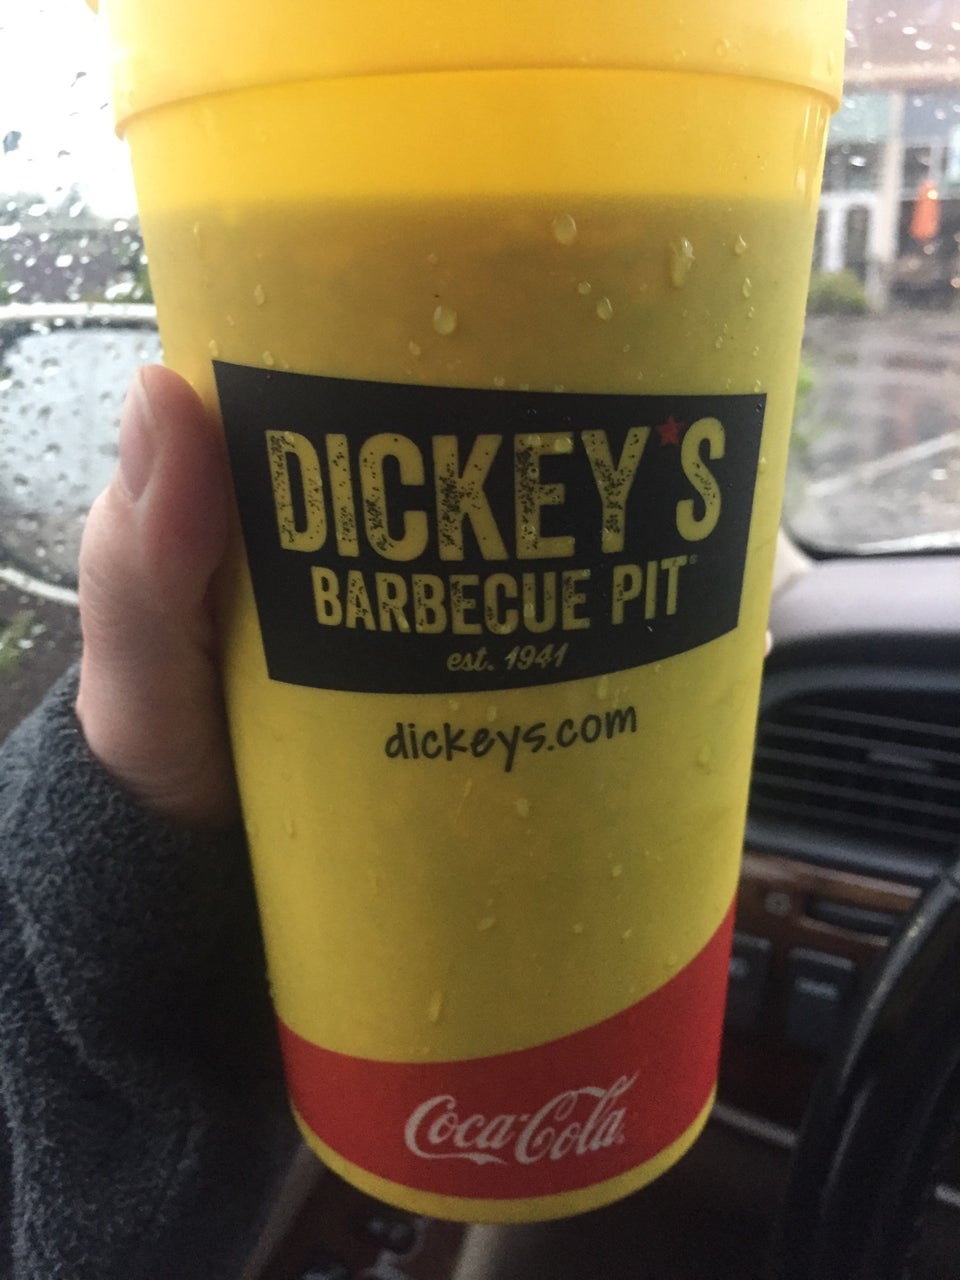 DICKEY'S
BARBECUE PIT®
est. 1941
dickeys.com
Coca-Cola